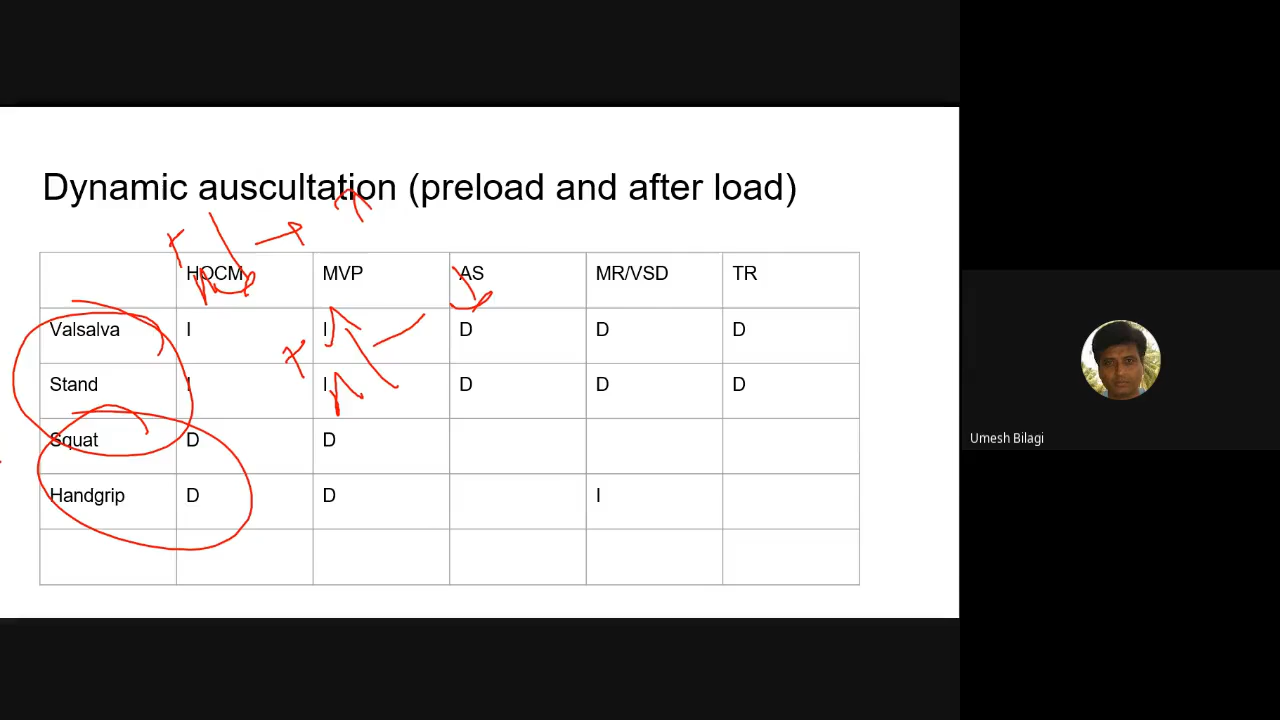 Dynamic auscultation (preload and after load)
HOCM MVP AS MR/VSD TR
Valsalva I I D D D
Stand I I D D D
Squat D D
Handgrip D D I
Umesh Bilagi